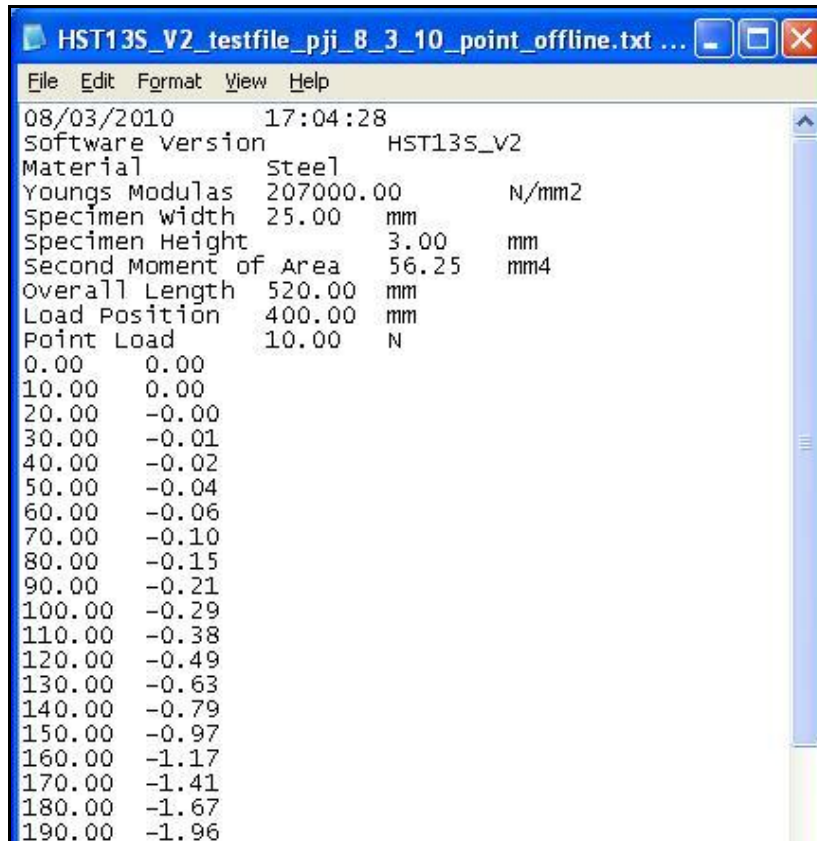 HST13S_V2_testfile_pji_8_3_10_point_offline.txt ...
File Edit Format View Help
08/03/2010 17:04:28
Software Version HST13S_V2
Material Steel
Youngs Modulas 207000.00 N/mm2
Specimen Width 25.00 mm
Specimen Height 3.00 mm
Second Moment of Area 56.25 mm4
Overall Length 520.00 mm
Load Position 400.00 mm
Point Load 10.00 N
0.00 0.00
10.00 0.00
20.00 -0.00
30.00 -0.01
40.00 -0.02
50.00 -0.04
60.00 -0.06
70.00 -0.10
80.00 -0.15
90.00 -0.21
100.00 -0.29
110.00 -0.38
120.00 -0.49
130.00 -0.63
140.00 -0.79
150.00 -0.97
160.00 -1.17
170.00 -1.41
180.00 -1.67
190.00 -1.96